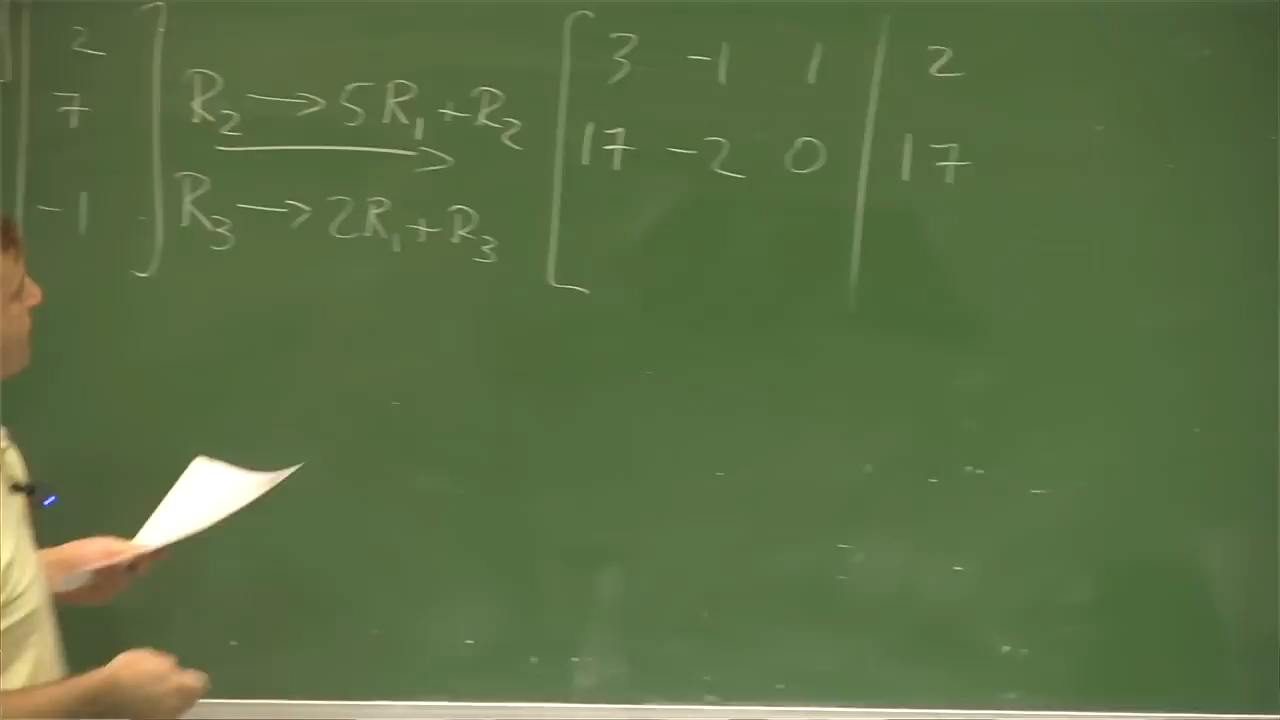 2
7
-1
R₂ → 5R₁+R₂
R₃ → 2R₁+R₃
3 -1 1 | 2
17 -2 0 | 17